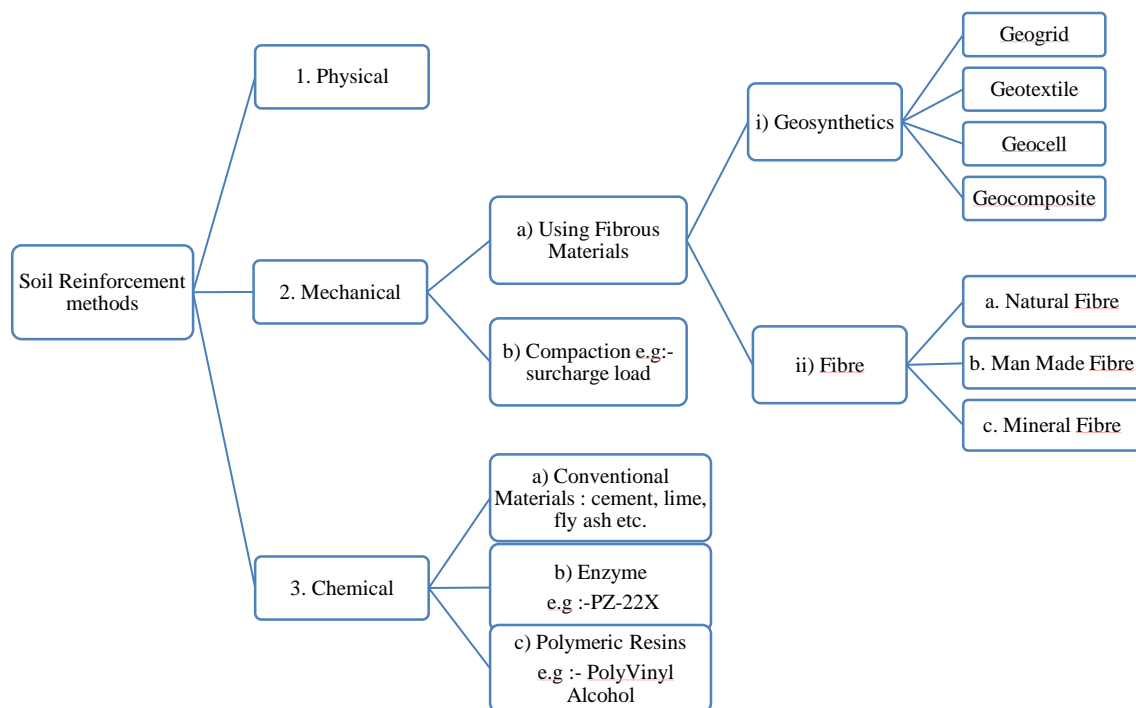 Soil Reinforcement
methods
1. Physical
2. Mechanical
a) Using Fibrous
Materials
i) Geosynthetics
Geogrid
Geotextile
Geocell
Geocomposite
ii) Fibre
a. Natural Fibre
b. Man Made Fibre
c. Mineral Fibre
b) Compaction e.g:-
surcharge load
3. Chemical
a) Conventional
Materials : cement, lime,
fly ash etc.
b) Enzyme
e.g :-PZ-22X
c) Polymeric Resins
e.g :- PolyVinyl
Alcohol